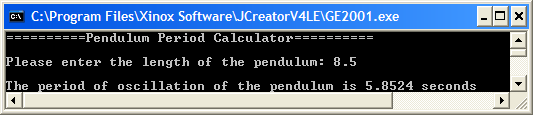 C:\Program Files\Xinox Software\JCreatorV4LE\GE2001.exe
==========Pendulum Period Calculator==========
Please enter the length of the pendulum: 8.5
The period of oscillation of the pendulum is 5.8524 seconds